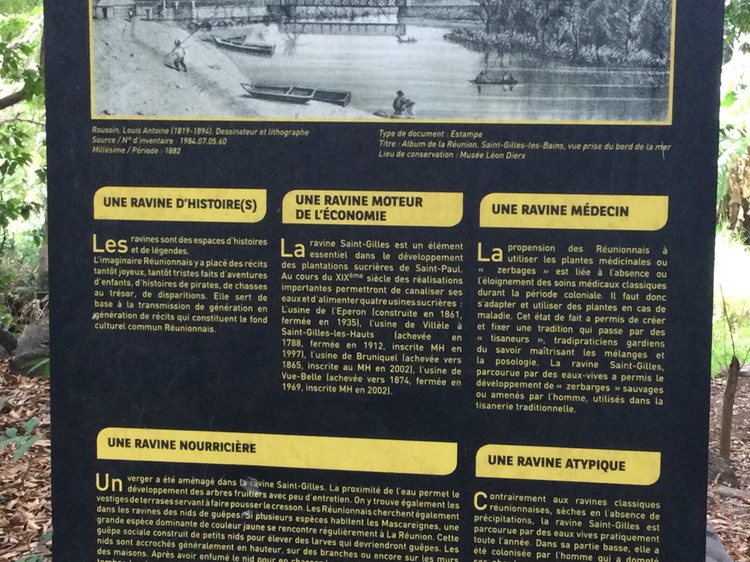 Roussin, Louis Antoine (1819-1894). Dessinateur et lithographe
Source / N° d'inventaire : 1984.07.05.60
Millésime / Période : 1882
Type de document : Estampe
Titre : Album de la Réunion. Saint-Gilles-les-Bains, vue prise du bord de la mer
Lieu de conservation : Musée Léon Dierx
UNE RAVINE D'HISTOIRE(S)
Les ravines sont des espaces d'histoires
et de légendes.
L'imaginaire Réunionnais y a placé des récits
tantôt joyeux, tantôt tristes faits d'aventures
d'enfants, d'histoires de pirates, de chasses
au trésor, de disparitions. Elle sert de
base à la transmission de génération en
génération de récits qui constituent le fond
culturel commun Réunionnais.
UNE RAVINE MOTEUR
DE L'ÉCONOMIE
La ravine Saint-Gilles est un élément
essentiel dans le développement
des plantations sucrières de Saint-Paul.
Au cours du XIXème siècle des réalisations
importantes permettront de canaliser ses
eaux et d'alimenter quatre usines sucrières :
L'usine de l'Eperon (construite en 1861,
fermée en 1935), l'usine de Villèle à
Saint-Gilles-les-Hauts (achevée en
1788, fermée en 1912, inscrite MH en
1997), l'usine de Bruniquel (achevée vers
1865, inscrite au MH en 2002), l'usine de
Vue-Belle (achevée vers 1874, fermée en
1969, inscrite MH en 2002).
UNE RAVINE MÉDECIN
La propension des Réunionnais à
utiliser les plantes médicinales ou
« zerbages » est liée à l'absence ou
l'éloignement des soins médicaux classiques
durant la période coloniale. Il faut donc
s'adapter et utiliser des plantes en cas de
maladie. Cet état de fait a permis de créer
et fixer une tradition qui passe par des
« tisaneurs », tradipraticiens gardiens
du savoir maîtrisant les mélanges et
la posologie. La ravine Saint-Gilles,
parcourue par des eaux-vives a permis le
développement de « zerbages » sauvages
ou amenés par l'homme, utilisés dans la
tisanerie traditionnelle.
UNE RAVINE NOURRICIÈRE
Un verger a été aménagé dans la ravine Saint-Gilles. La proximité de l'eau permet le
développement des arbres fruitiers avec peu d'entretien. On y trouve également les
vestiges de terrasses servant à faire pousser le cresson. Les Réunionnais cherchent également
dans les ravines des nids de guêpes. Si plusieurs espèces habitent les Mascareignes, une
grande espèce dominante de couleur jaune se rencontre régulièrement à La Réunion. Cette
guêpe sociale construit de petits nids pour élever des larves qui deviendront guêpes. Les
nids sont accrochés généralement en hauteur, sur des branches ou encore sur les murs
des maisons. Après avoir enfumé le nid pour en
UNE RAVINE ATYPIQUE
Contrairement aux ravines classiques
réunionnaises, sèches en l'absence de
précipitations, la ravine Saint-Gilles est
parcourue par des eaux vives pratiquement
toute l'année. Dans sa partie basse, elle a
été colonisée par l'homme qui a dompté